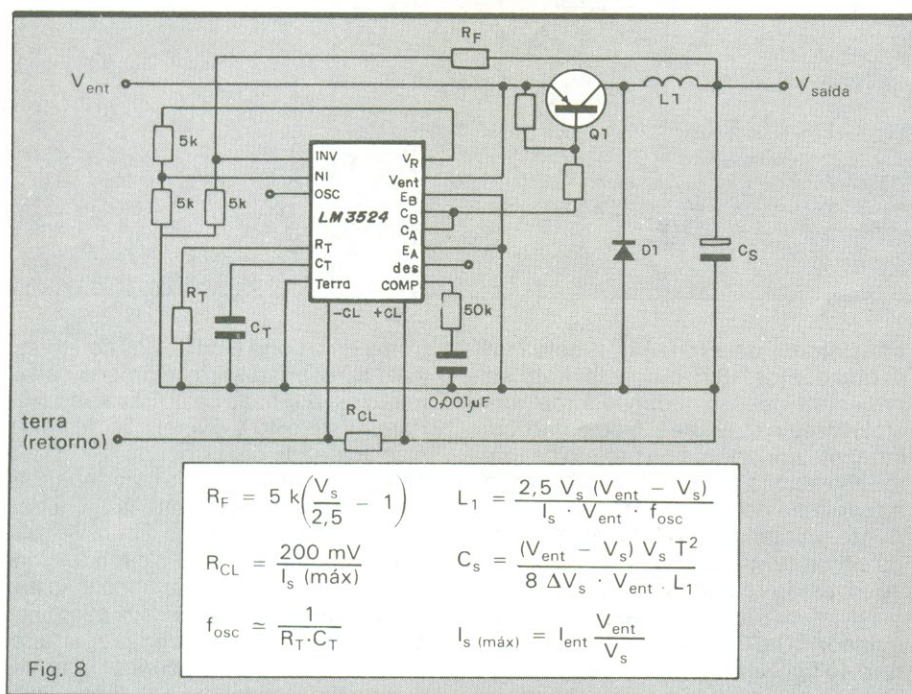 R_F
V_ent
L1
V_saída
Q1
5k
5k
5k
INV
NI
OSC
R_T
C_T
Terra
LM3524
V_R
V_ent
E_B
C_B
C_A
E_A
des
COMP
-CL +CL
R_T
C_T
50k
0,001µF
D1
C_S
terra
(retorno)
R_CL
R_F = 5 k(V_s/2,5 − 1)
L_1 = 2,5 V_s (V_ent − V_s)/I_s · V_ent · f_osc
R_CL = 200 mV/I_s (máx)
C_s = (V_ent − V_s) V_s T²/8 ΔV_s · V_ent . L_1
f_osc ≃ 1/R_T·C_T
I_s (máx) = I_ent V_ent/V_s
Fig. 8